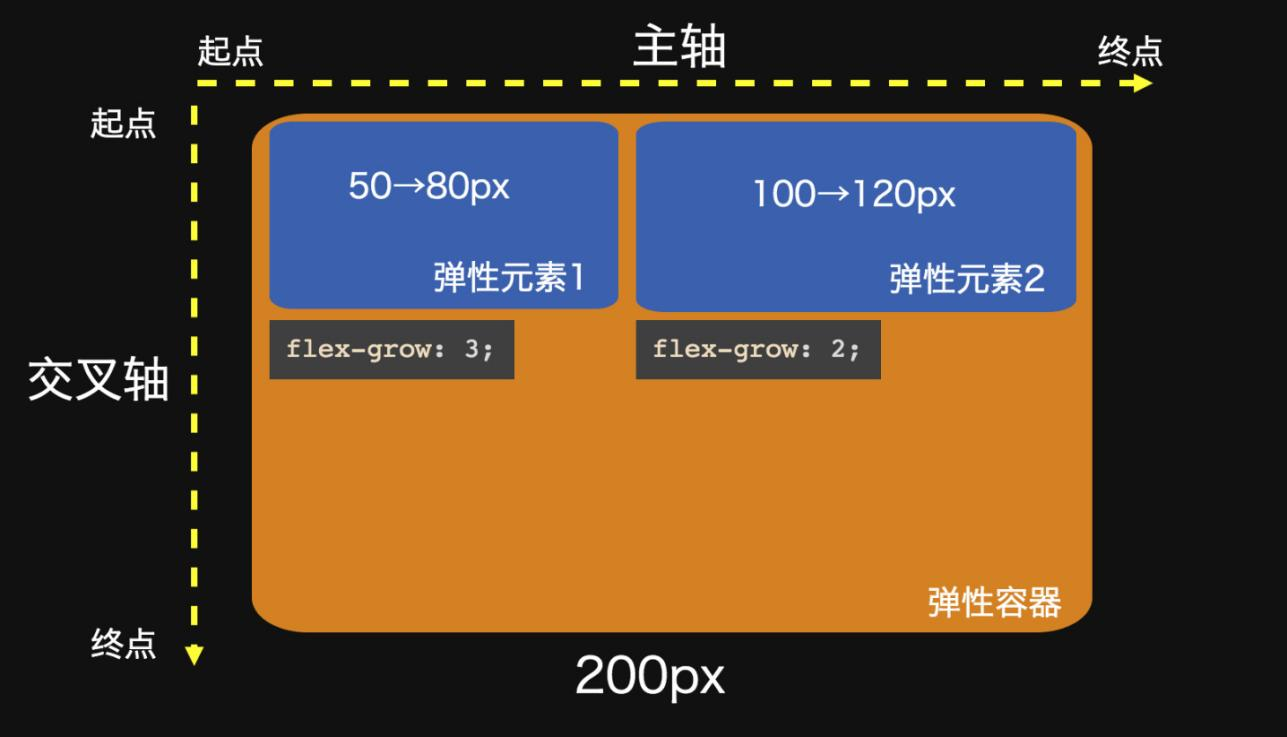 主轴
起点
终点
起点
50→80px
100→120px
弹性元素1
弹性元素2
flex-grow: 3;
flex-grow: 2;
交叉轴
弹性容器
终点
200px